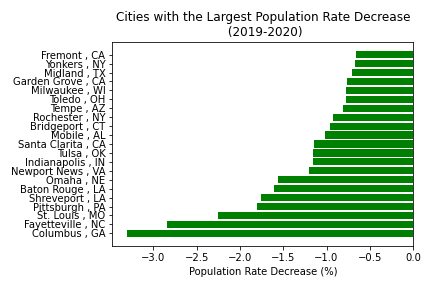 Cities with the Largest Population Rate Decrease
(2019-2020)
Fremont , CA
Yonkers , NY
Midland , TX
Garden Grove , CA
Milwaukee , WI
Toledo , OH
Tempe , AZ
Rochester , NY
Bridgeport , CT
Mobile , AL
Santa Clarita , CA
Tulsa , OK
Indianapolis , IN
Newport News , VA
Omaha , NE
Baton Rouge , LA
Shreveport , LA
Pittsburgh , PA
St. Louis , MO
Fayetteville , NC
Columbus , GA
−3.0 −2.5 −2.0 −1.5 −1.0 −0.5 0.0
Population Rate Decrease (%)